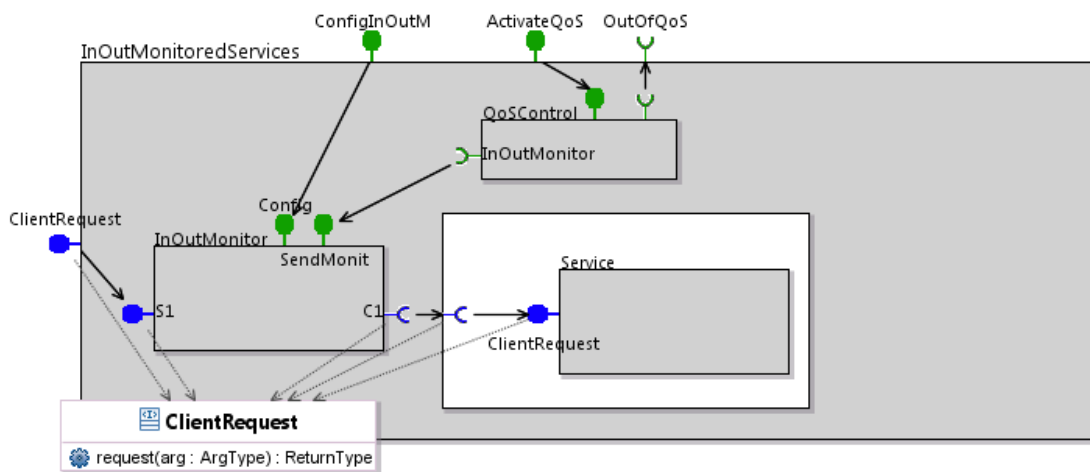 ConfigInOutM
ActivateQoS
OutOfQoS
InOutMonitoredServices
QoSControl
InOutMonitor
Config
ClientRequest
InOutMonitor
SendMonit
Service
S1
C1
ClientRequest
ClientRequest
request(arg : ArgType) : ReturnType